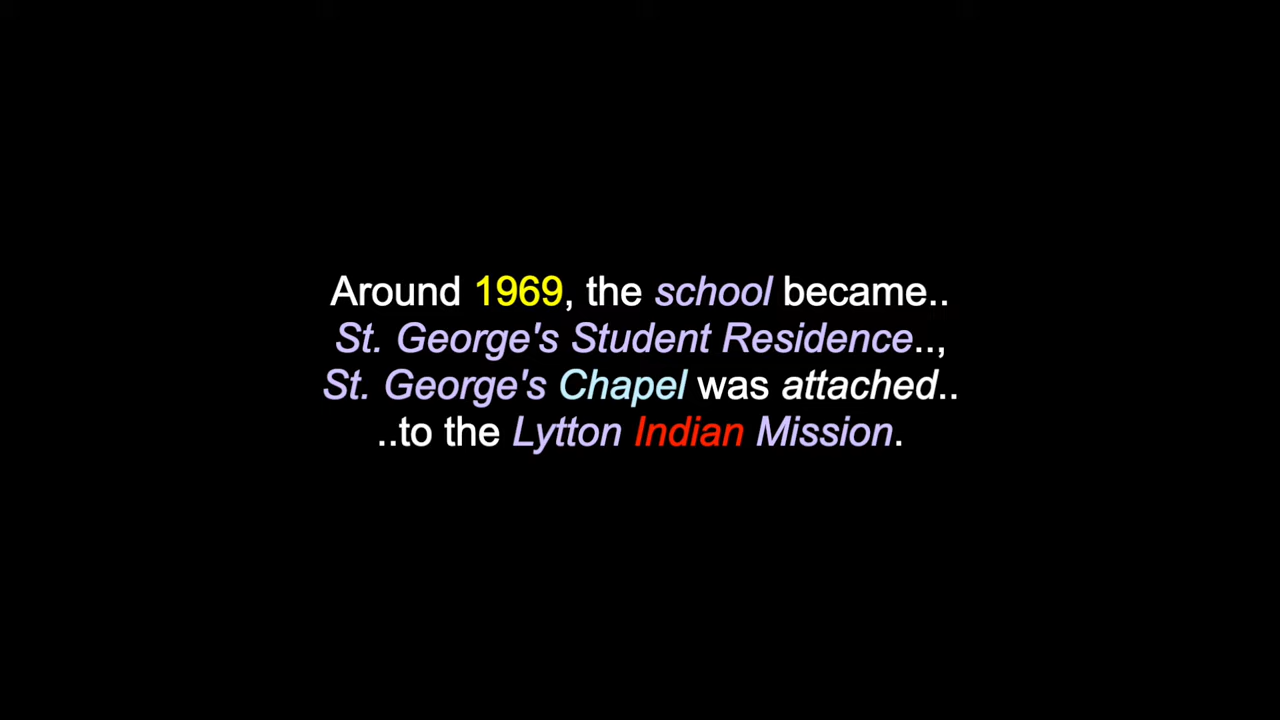 Around 1969, the school became..
St. George's Student Residence..,
St. George's Chapel was attached..
..to the Lytton Indian Mission.